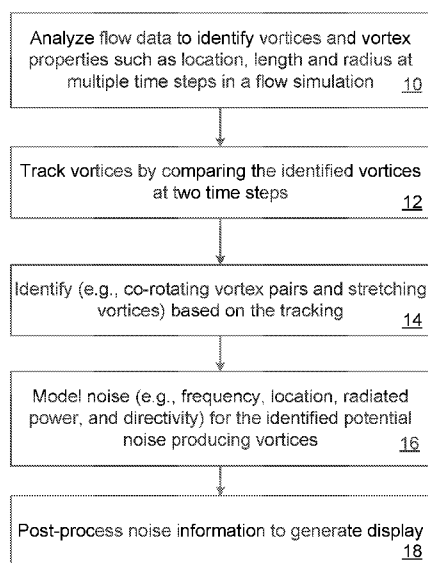 Analyze flow data to identify vortices and vortex
properties such as location, length and radius at
multiple time steps in a flow simulation
10
Track vortices by comparing the identified vortices
at two time steps
12
Identify (e.g., co-rotating vortex pairs and stretching
vortices) based on the tracking
14
Model noise (e.g., frequency, location, radiated
power, and directivity) for the identified potential
noise producing vortices
16
Post-process noise information to generate display
18